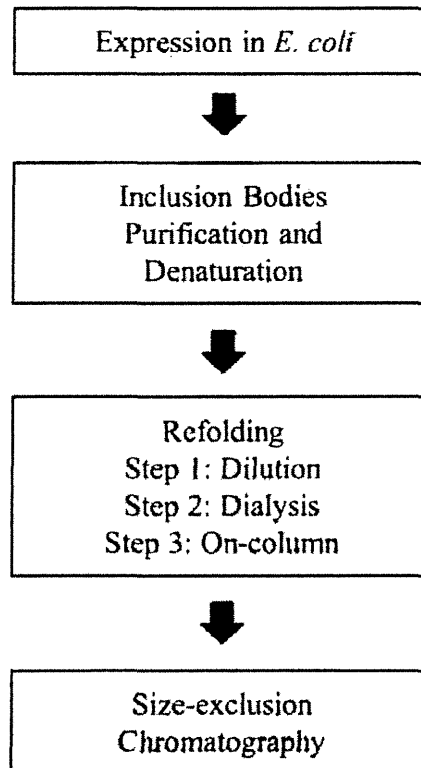 Expression in E. coli
Inclusion Bodies
Purification and
Denaturation
Refolding
Step 1: Dilution
Step 2: Dialysis
Step 3: On-column
Size-exclusion
Chromatography